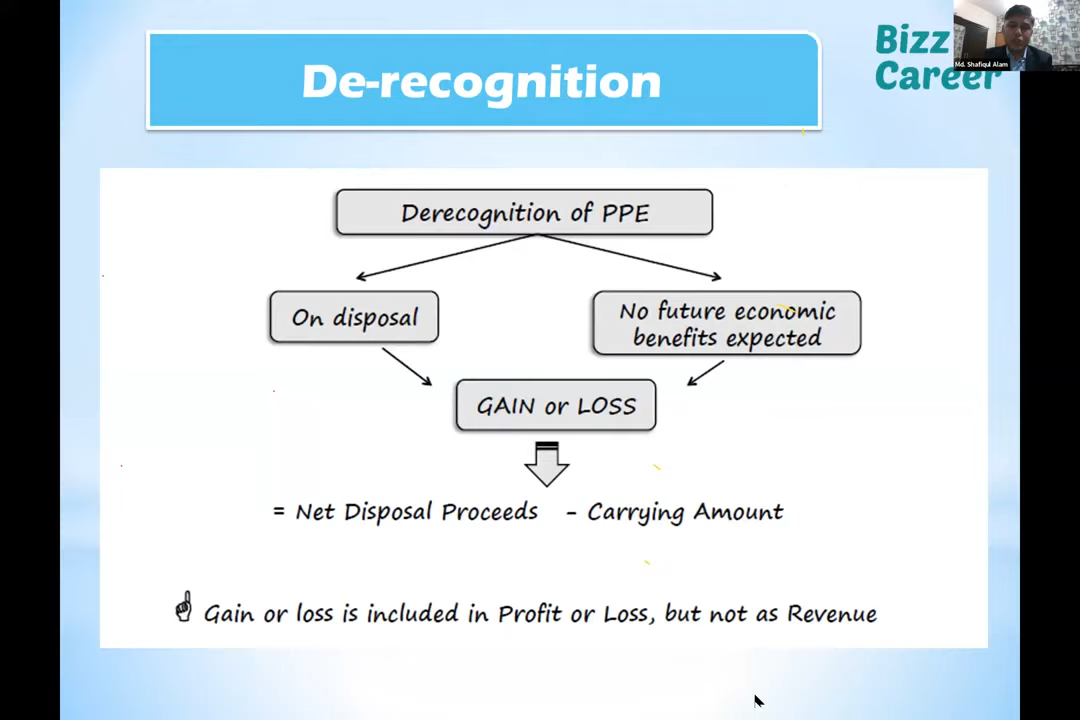 De-recognition
Bizz
Career
Md. Shafiqul Alam
Derecognition of PPE
On disposal
No future economic
benefits expected
GAIN or LOSS
= Net Disposal Proceeds - Carrying Amount
Gain or loss is included in Profit or Loss, but not as Revenue